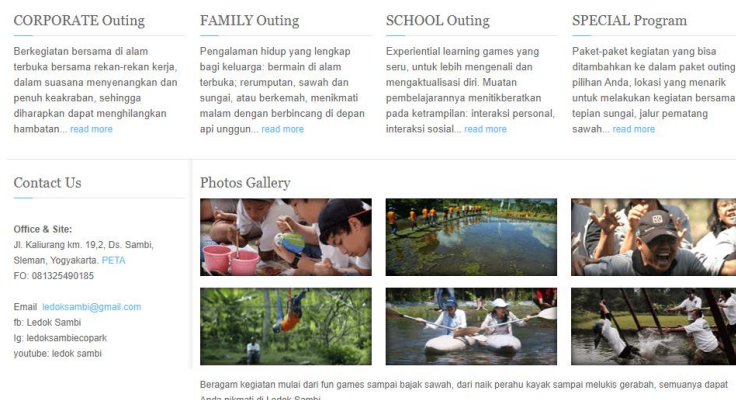 CORPORATE Outing
Berkegiatan bersama di alam
terbuka bersama rekan-rekan kerja,
dalam suasana menyenangkan dan
penuh keakraban, sehingga
diharapkan dapat menghilangkan
hambatan... read more
FAMILY Outing
Pengalaman hidup yang lengkap
bagi keluarga: bermain di alam
terbuka; rerumputan, sawah dan
sungai, atau berkemah, menikmati
malam dengan berbincang di depan
api unggun... read more
SCHOOL Outing
Experiential learning games yang
seru, untuk lebih mengenali dan
mengaktualisasi diri. Muatan
pembelajarannya menitikberatkan
pada ketrampilan: interaksi personal,
interaksi sosial... read more
SPECIAL Program
Paket-paket kegiatan yang bisa
ditambahkan ke dalam paket outing
pilihan Anda, lokasi yang menarik
untuk melakukan kegiatan bersama
tepian sungai, jalur pematang
sawah... read more
Contact Us
Office & Site:
Jl. Kaliurang km. 19,2, Ds. Sambi,
Sleman, Yogyakarta. PETA
FO: 081325490185
Email ledoksambi@gmail.com
fb: Ledok Sambi
Ig: ledoksambiecopark
youtube: ledok sambi
Photos Gallery
Beragam kegiatan mulai dari fun games sampai bajak sawah, dari naik perahu kayak sampai melukis gerabah, semuanya dapat
Anda nikmati di Ledok Sambi